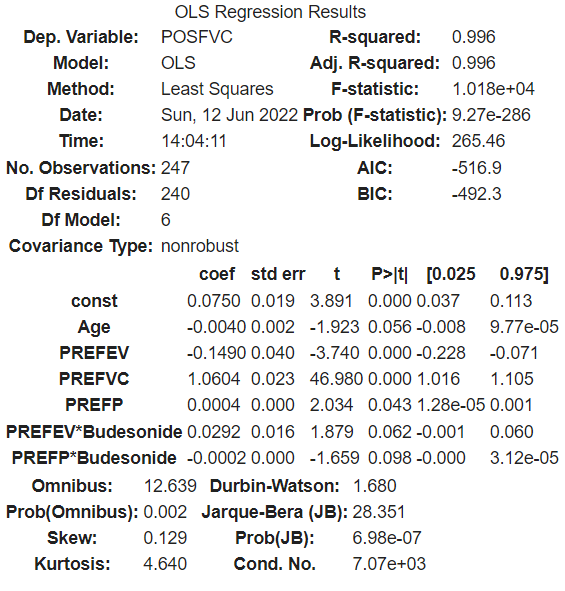 OLS Regression Results
Dep. Variable: POSFVC R-squared: 0.996
Model: OLS Adj. R-squared: 0.996
Method: Least Squares F-statistic: 1.018e+04
Date: Sun, 12 Jun 2022 Prob (F-statistic): 9.27e-286
Time: 14:04:11 Log-Likelihood: 265.46
No. Observations: 247 AIC: -516.9
Df Residuals: 240 BIC: -492.3
Df Model: 6
Covariance Type: nonrobust
coef std err t P>|t| [0.025 0.975]
const 0.0750 0.019 3.891 0.000 0.037 0.113
Age -0.0040 0.002 -1.923 0.056 -0.008 9.77e-05
PREFEV -0.1490 0.040 -3.740 0.000 -0.228 -0.071
PREFVC 1.0604 0.023 46.980 0.000 1.016 1.105
PREFP 0.0004 0.000 2.034 0.043 1.28e-05 0.001
PREFEV*Budesonide 0.0292 0.016 1.879 0.062 -0.001 0.060
PREFP*Budesonide -0.0002 0.000 -1.659 0.098 -0.000 3.12e-05
Omnibus: 12.639 Durbin-Watson: 1.680
Prob(Omnibus): 0.002 Jarque-Bera (JB): 28.351
Skew: 0.129 Prob(JB): 6.98e-07
Kurtosis: 4.640 Cond. No. 7.07e+03